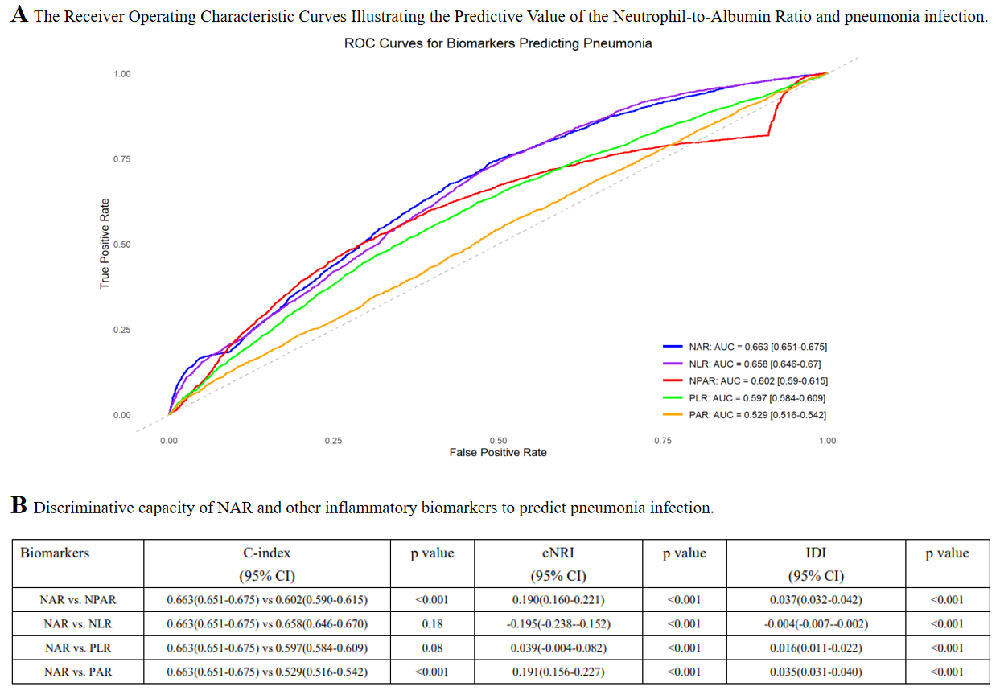 A The Receiver Operating Characteristic Curves Illustrating the Predictive Value of the Neutrophil-to-Albumin Ratio and pneumonia infection.
ROC Curves for Biomarkers Predicting Pneumonia
True Positive Rate
1.00
0.75
0.50
0.25
0.00
NAR: AUC = 0.663 [0.651-0.675]
NLR: AUC = 0.658 [0.646-0.67]
NPAR: AUC = 0.602 [0.59-0.615]
PLR: AUC = 0.597 [0.584-0.609]
PAR: AUC = 0.529 [0.516-0.542]
0.00 0.25 0.50 0.75 1.00
False Positive Rate
B Discriminative capacity of NAR and other inflammatory biomarkers to predict pneumonia infection.
Biomarkers C-index p value cNRI p value IDI p value
(95% CI) (95% CI) (95% CI)
NAR vs. NPAR 0.663(0.651-0.675) vs 0.602(0.590-0.615) <0.001 0.190(0.160-0.221) <0.001 0.037(0.032-0.042) <0.001
NAR vs. NLR 0.663(0.651-0.675) vs 0.658(0.646-0.670) 0.18 -0.195(-0.238--0.152) <0.001 -0.004(-0.007--0.002) <0.001
NAR vs. PLR 0.663(0.651-0.675) vs 0.597(0.584-0.609) 0.08 0.039(-0.004-0.082) <0.001 0.016(0.011-0.022) <0.001
NAR vs. PAR 0.663(0.651-0.675) vs 0.529(0.516-0.542) <0.001 0.191(0.156-0.227) <0.001 0.035(0.031-0.040) <0.001